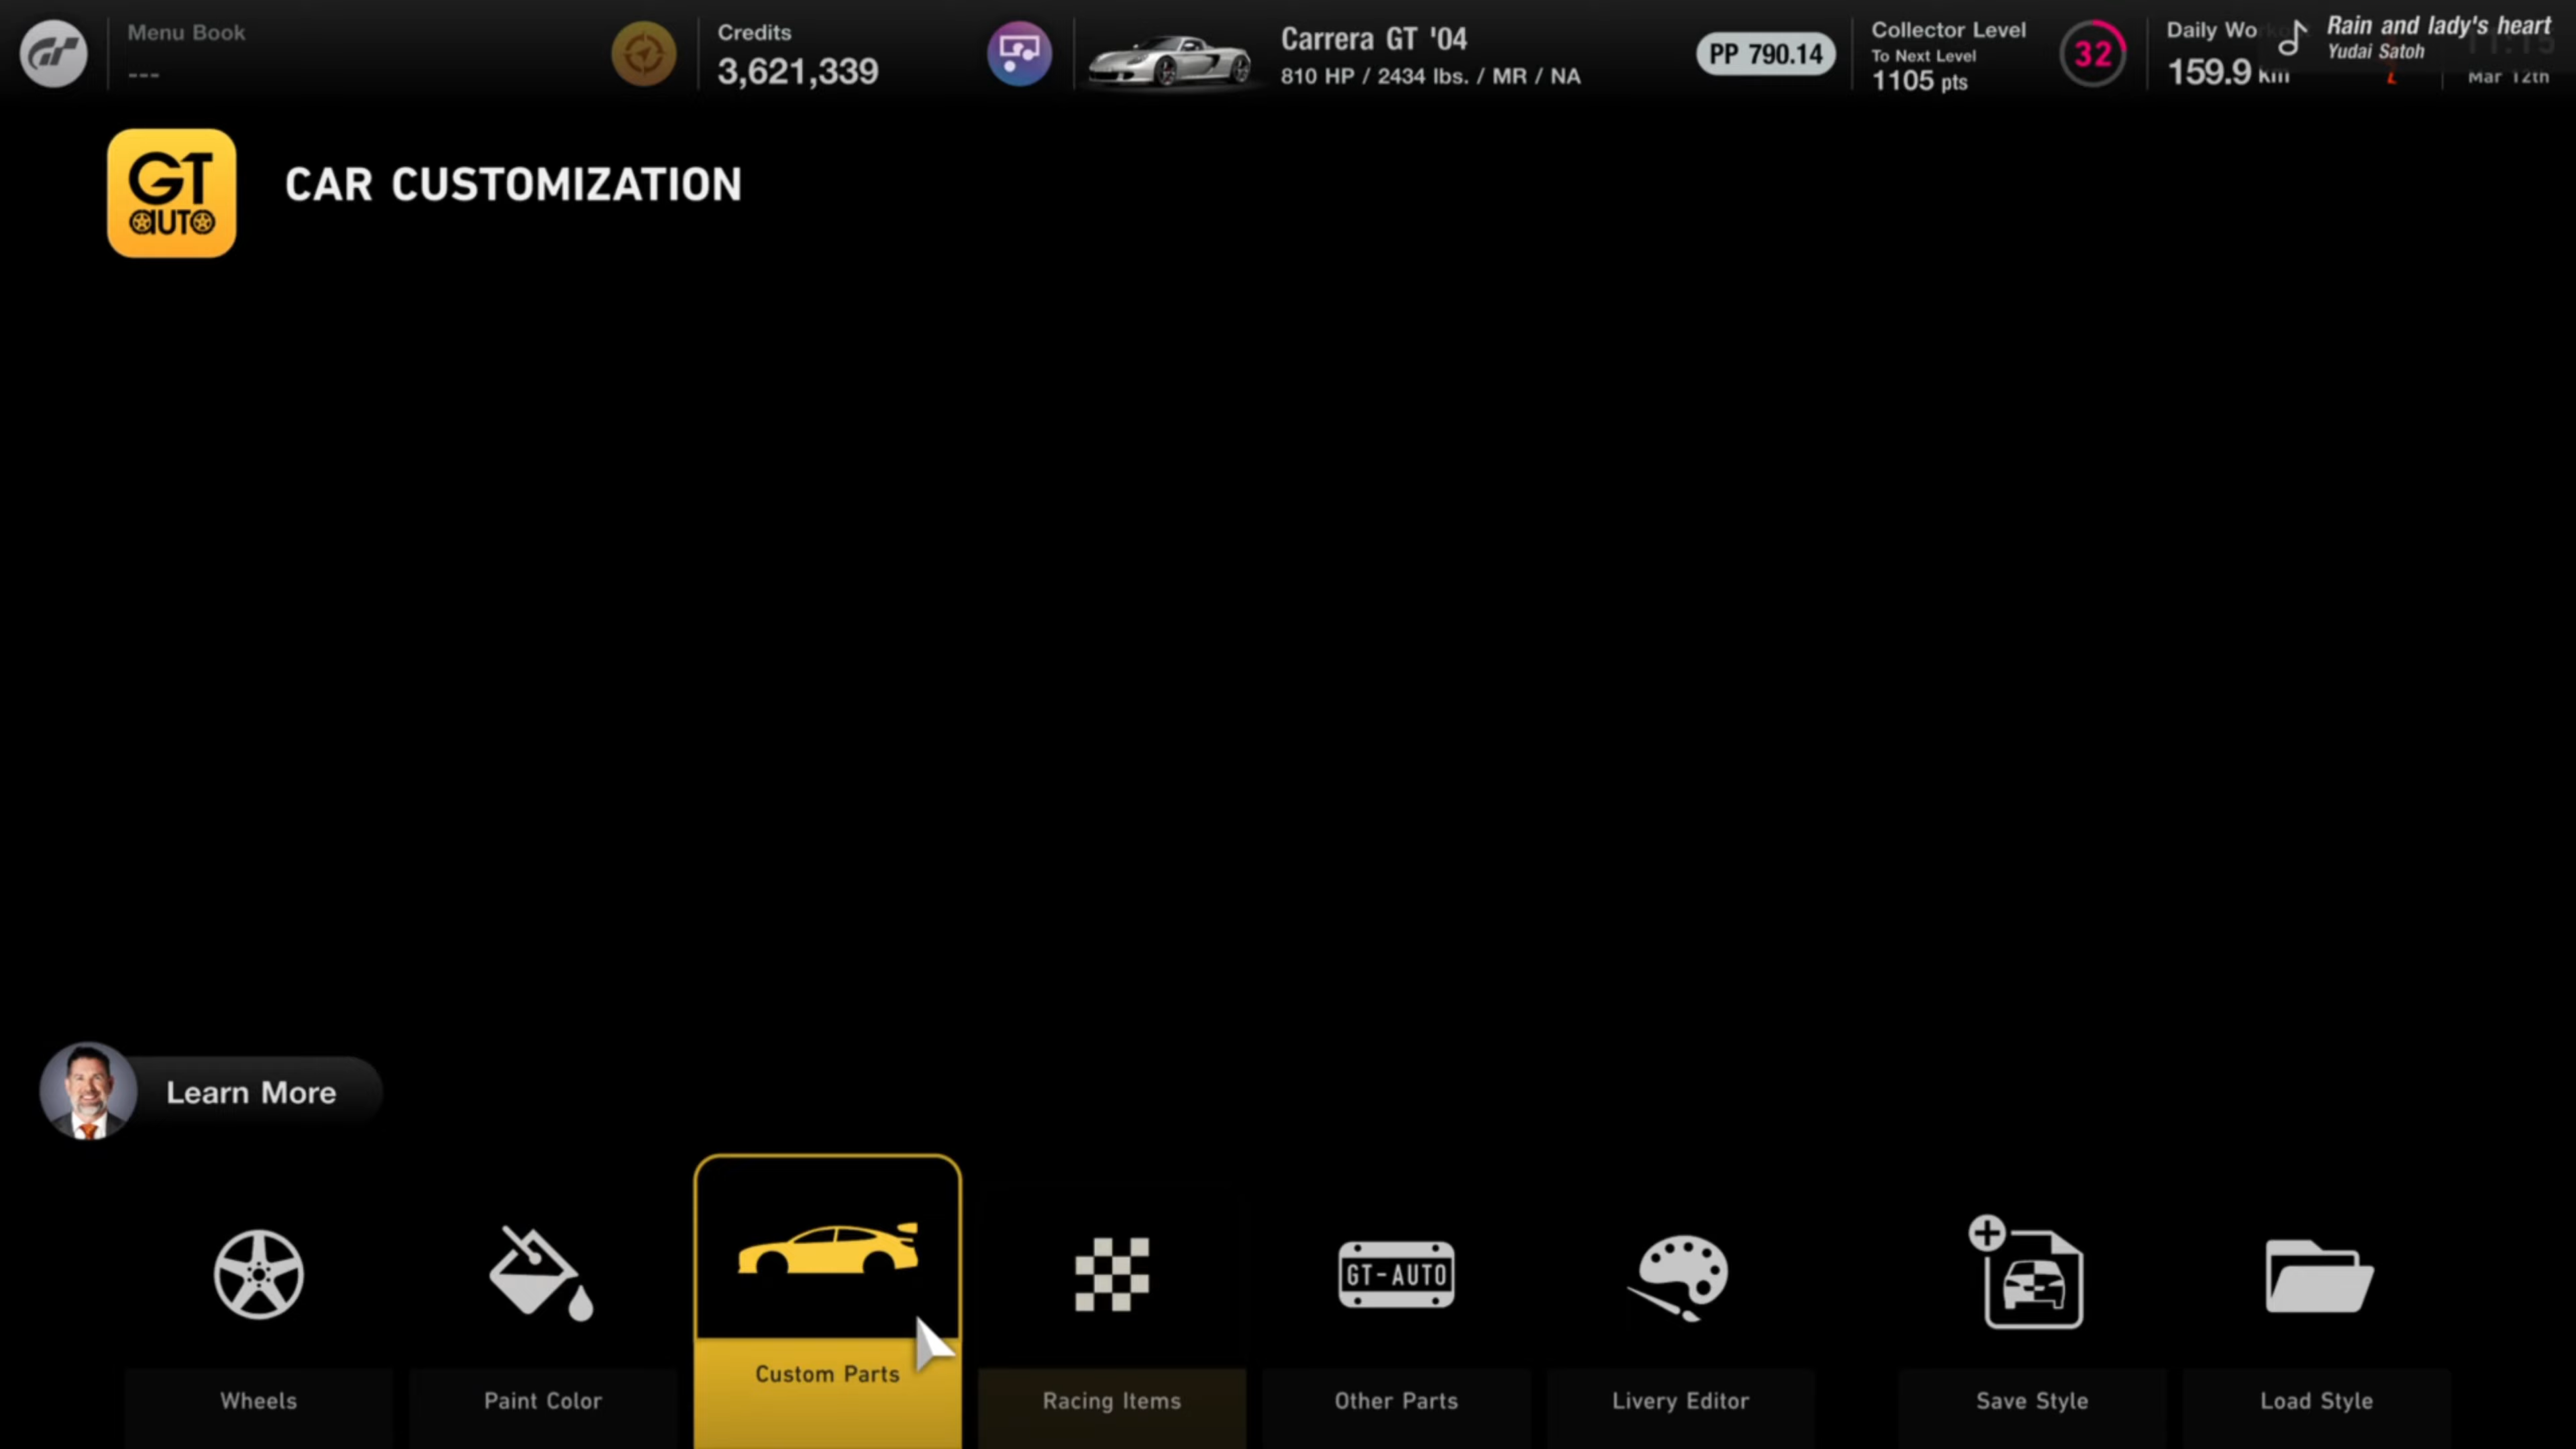 Menu Book
---
Credits
3,621,339
Carrera GT '04
810 HP / 2434 lbs. / MR / NA
PP 790.14
Collector Level
To Next Level
1105 pts
32
Daily Wo
159.9 km
Rain and lady's heart
Yudai Satoh
Mar 12th
GT
AUTO
CAR CUSTOMIZATION
Learn More
GT-AUTO
Wheels
Paint Color
Custom Parts
Racing Items
Other Parts
Livery Editor
Save Style
Load Style